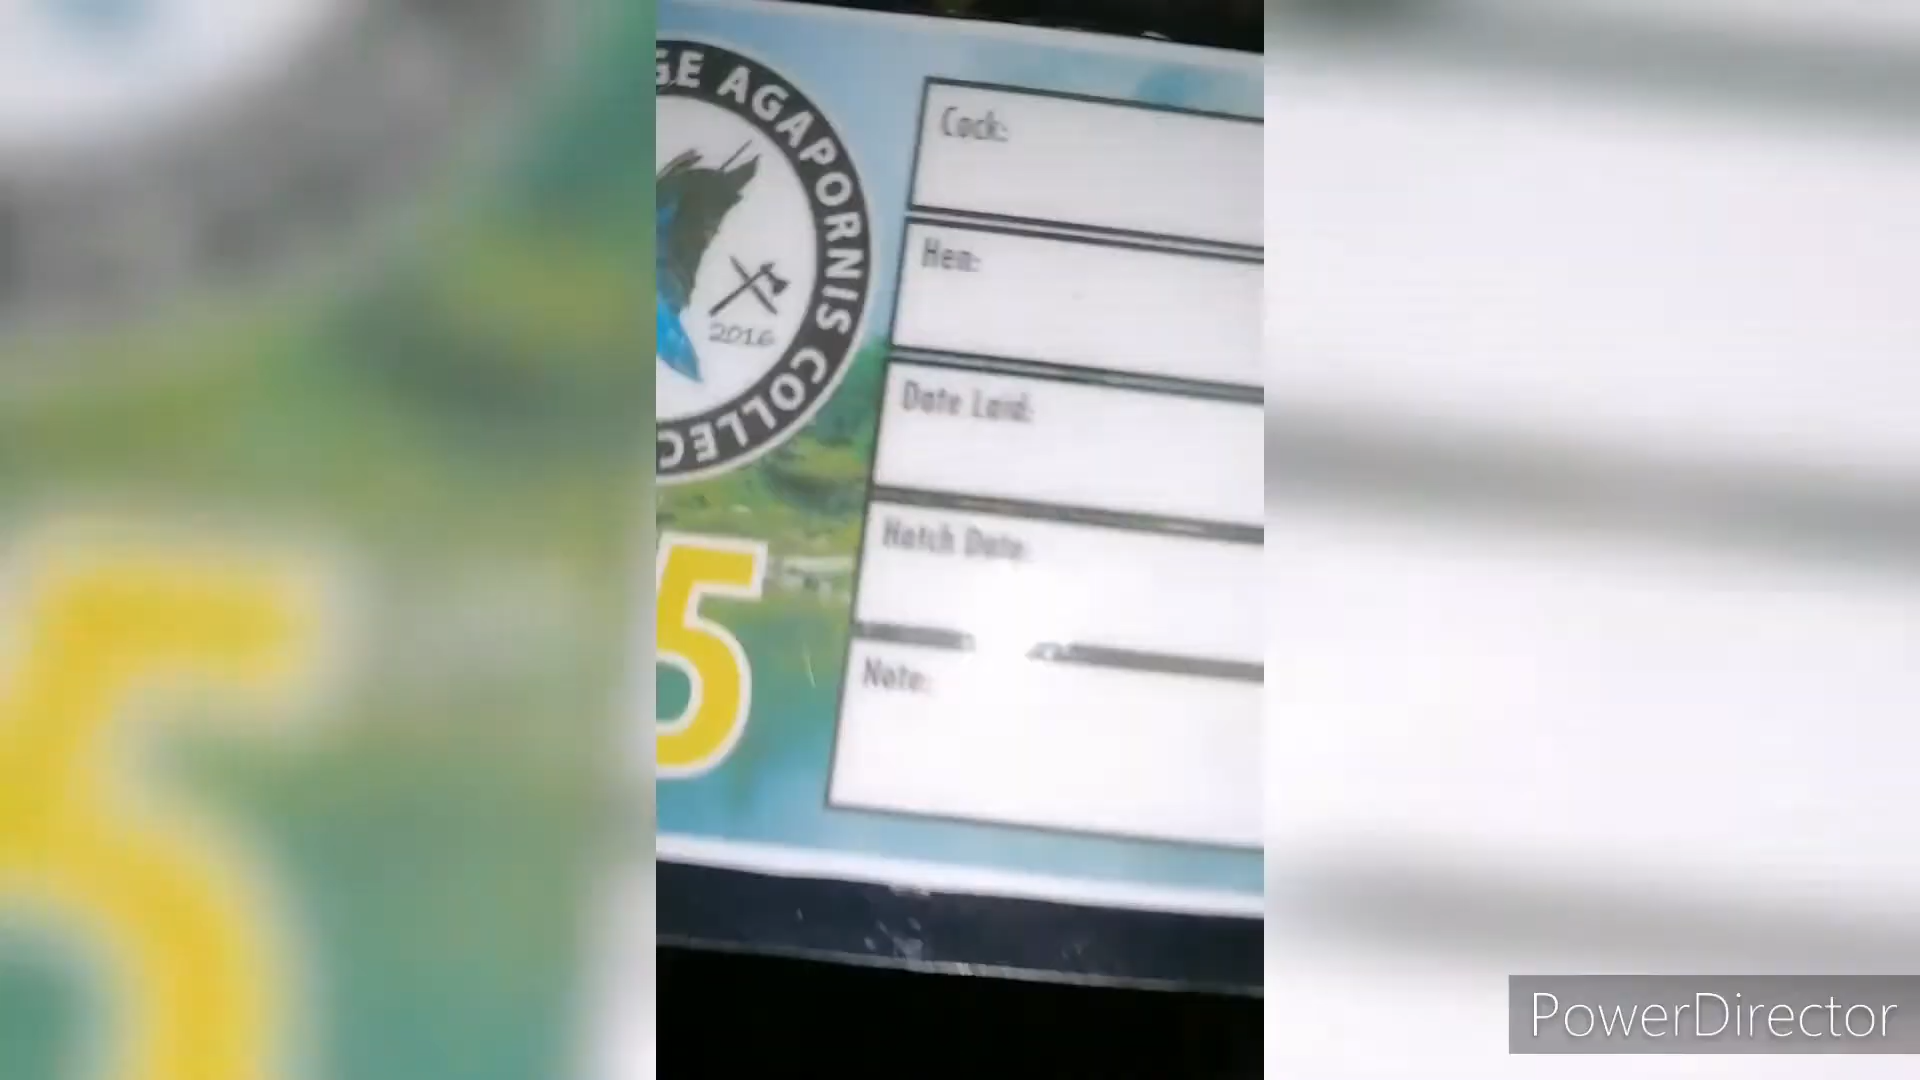 GE AGAPORNIS COLLEC
2016
5
Cock:
Hen:
Date Laid:
Hatch Date:
Note:
PowerDirector